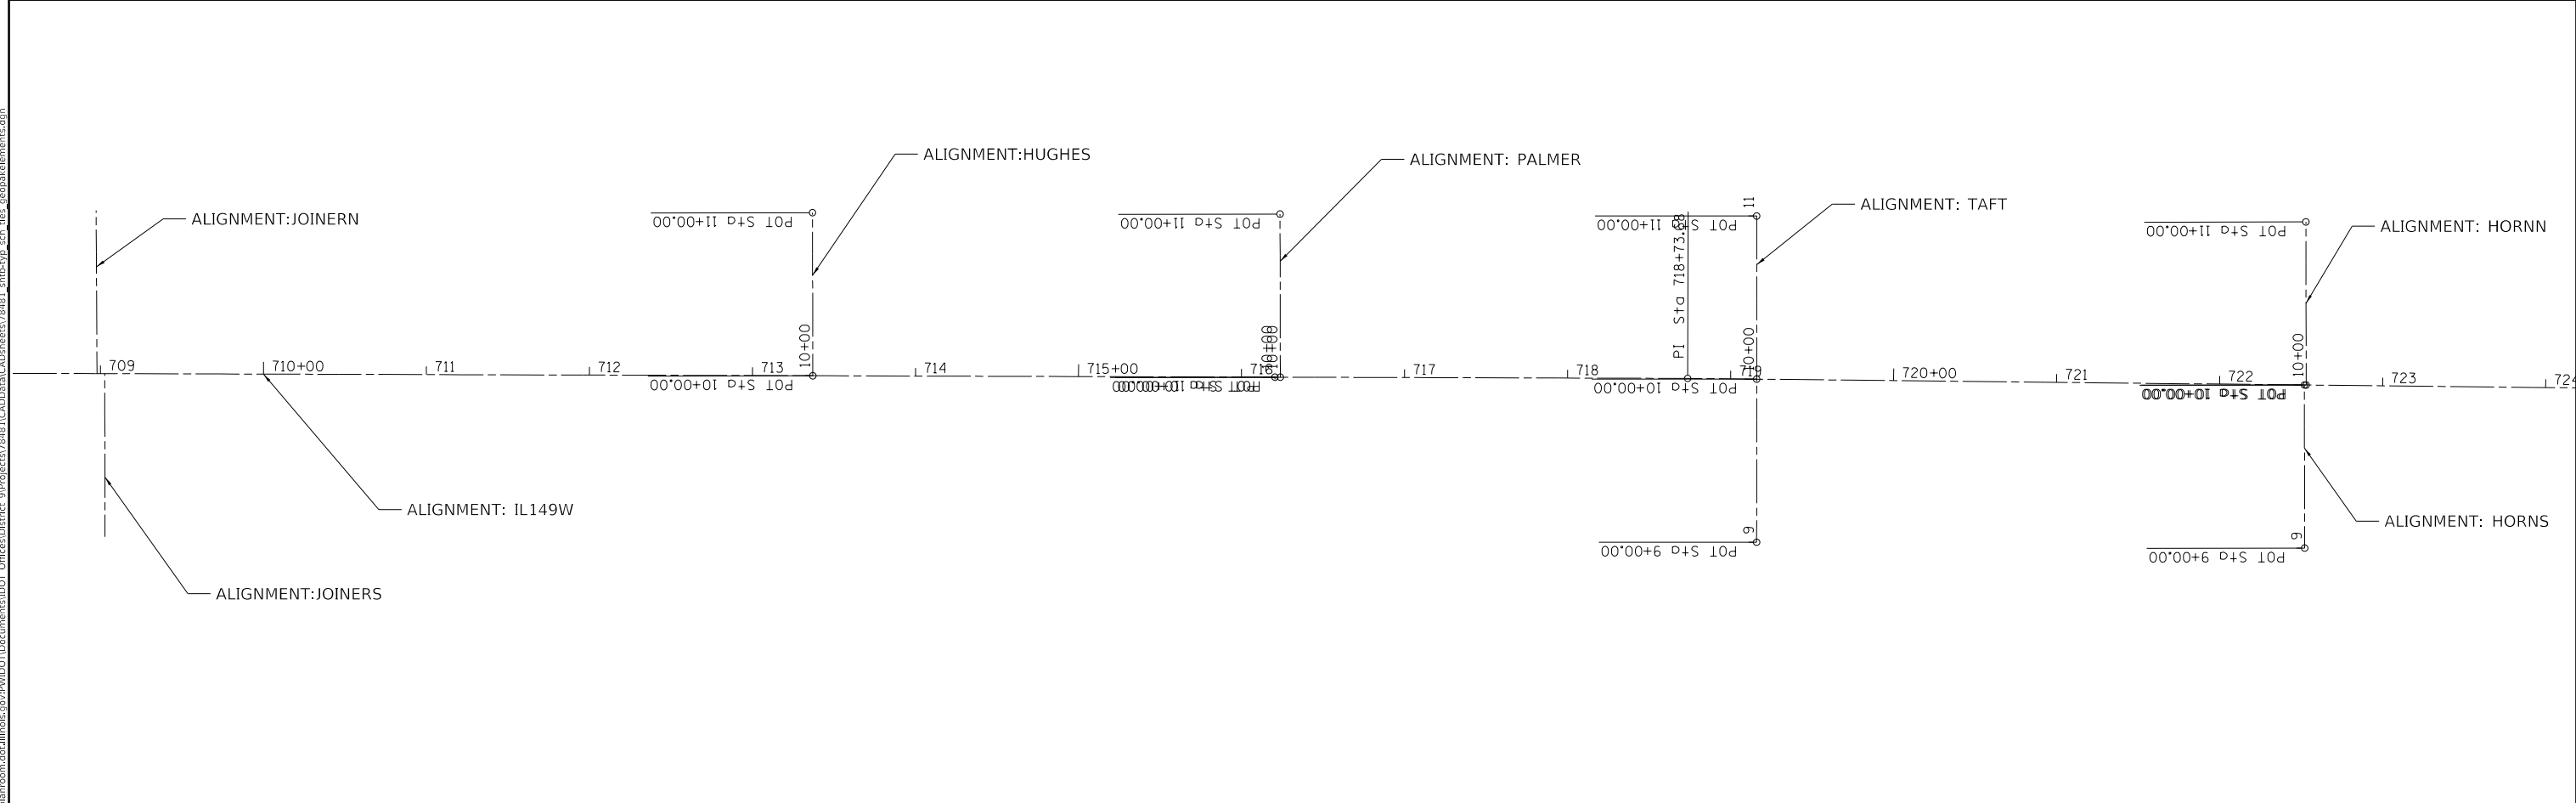 ALIGNMENT:JOINERN
ALIGNMENT:HUGHES
ALIGNMENT: PALMER
ALIGNMENT: TAFT
ALIGNMENT: HORNN
POT Sta 11+00.00
POT Sta 11+00.00
POT Sta 11+00.00
11
POT Sta 11+00.00
PI Sta 718+73.68
10+00
10+00
10+00
10+00
709
710+00
711
712
713
714
715+00
716
717
718
719
720+00
721
722
723
724
POT Sta 10+00.00
POT Sta 10+00.00
POT Sta 10+00.00
ALIGNMENT: IL149W
ALIGNMENT:JOINERS
9
POT Sta 9+00.00
9
POT Sta 9+00.00
ALIGNMENT: HORNS